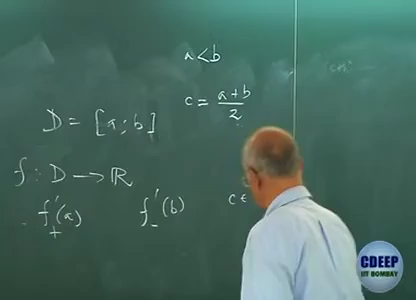 a < b
c = a+b/2
D = [a, b]
f : D → ℝ
f'₊(a) f'₋(b) c ∈
CDEEP
IIT BOMBAY